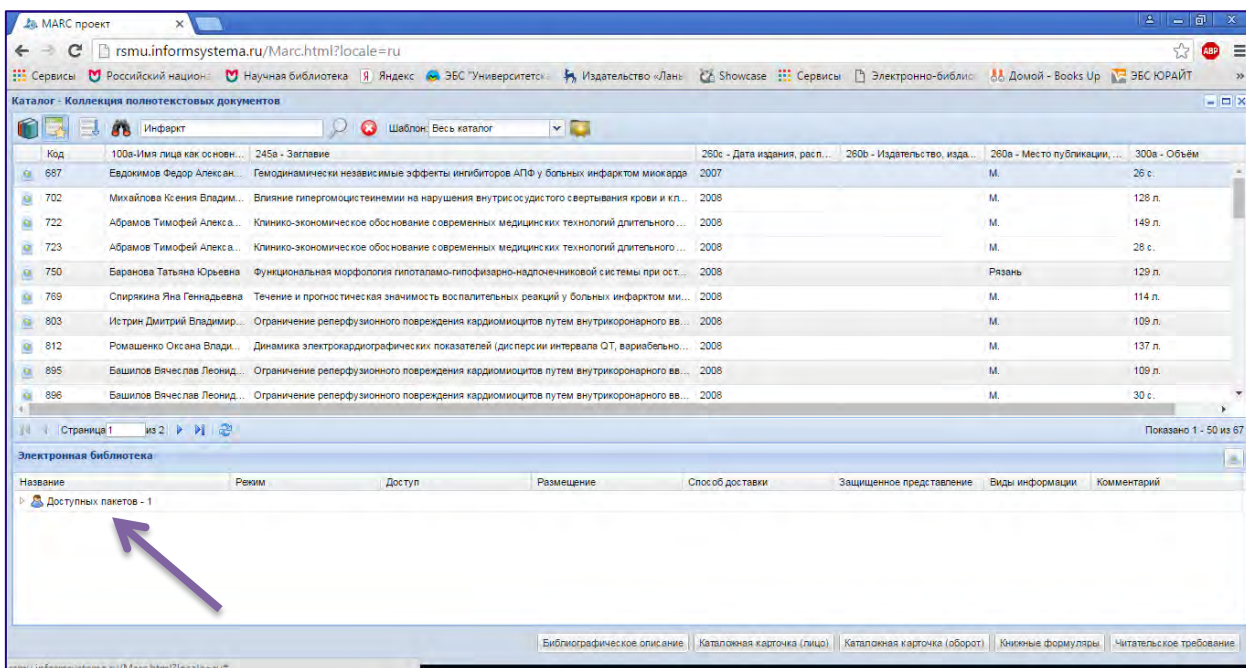 MARC проект
rsmu.informsystema.ru/Marc.html?locale=ru
ABP
Сервисы Российский национ Научная библиотека Яндекс ЭБС "Университетск Издательство «Лань Showcase Сервисы Электронно-библио Домой - Books Up ЭБС ЮРАЙТ »
Каталог - Коллекция полнотекстовых документов
Инфаркт Шаблон: Весь каталог
Код 100a-Имя лица как основн... 245a - Заглавие 260c - Дата издания, расп... 260b - Издательство, изда... 260a - Место публикации, ... 300a - Объём
687 Евдокимов Федор Алексан... Гемодинамически независимые эффекты ингибиторов АПФ у больных инфарктом миокарда 2007 М. 26 с.
702 Михайлова Ксения Владим... Влияние гипергомоцистеинемии на нарушения внутрисосудистого свертывания крови и кл... 2008 М. 128 л.
722 Абрамов Тимофей Алекса... Клинико-экономическое обоснование современных медицинских технологий длительного ... 2008 М. 149 л.
723 Абрамов Тимофей Алекса... Клинико-экономическое обоснование современных медицинских технологий длительного ... 2008 М. 28 с.
750 Баранова Татьяна Юрьевна Функциональная морфология гипоталамо-гипофизарно-надпочечниковой системы при ост... 2008 Рязань 129 л.
769 Спирякина Яна Геннадьевна Течение и прогностическая значимость воспалительных реакций у больных инфарктом ми... 2008 М. 114 л.
803 Истрин Дмитрий Владимир... Ограничение реперфузионного повреждения кардиомиоцитов путем внутрикоронарного вв... 2008 М. 109 л.
812 Ромашенко Оксана Влади... Динамика электрокардиографических показателей (дисперсии интервала QT, вариабельно... 2008 М. 137 л.
895 Башилов Вячеслав Леонид... Ограничение реперфузионного повреждения кардиомиоцитов путем внутрикоронарного вв... 2008 М. 109 л.
896 Башилов Вячеслав Леонид... Ограничение реперфузионного повреждения кардиомиоцитов путем внутрикоронарного вв... 2008 М. 30 с.
Страница 1 из 2 Показано 1 - 50 из 67
Электронная библиотека
Название Режим Доступ Размещение Способ доставки Защищенное представление Виды информации Комментарий
Доступных пакетов - 1
Библиографическое описание Каталожная карточка (лицо) Каталожная карточка (оборот) Книжные формуляры Читательское требование